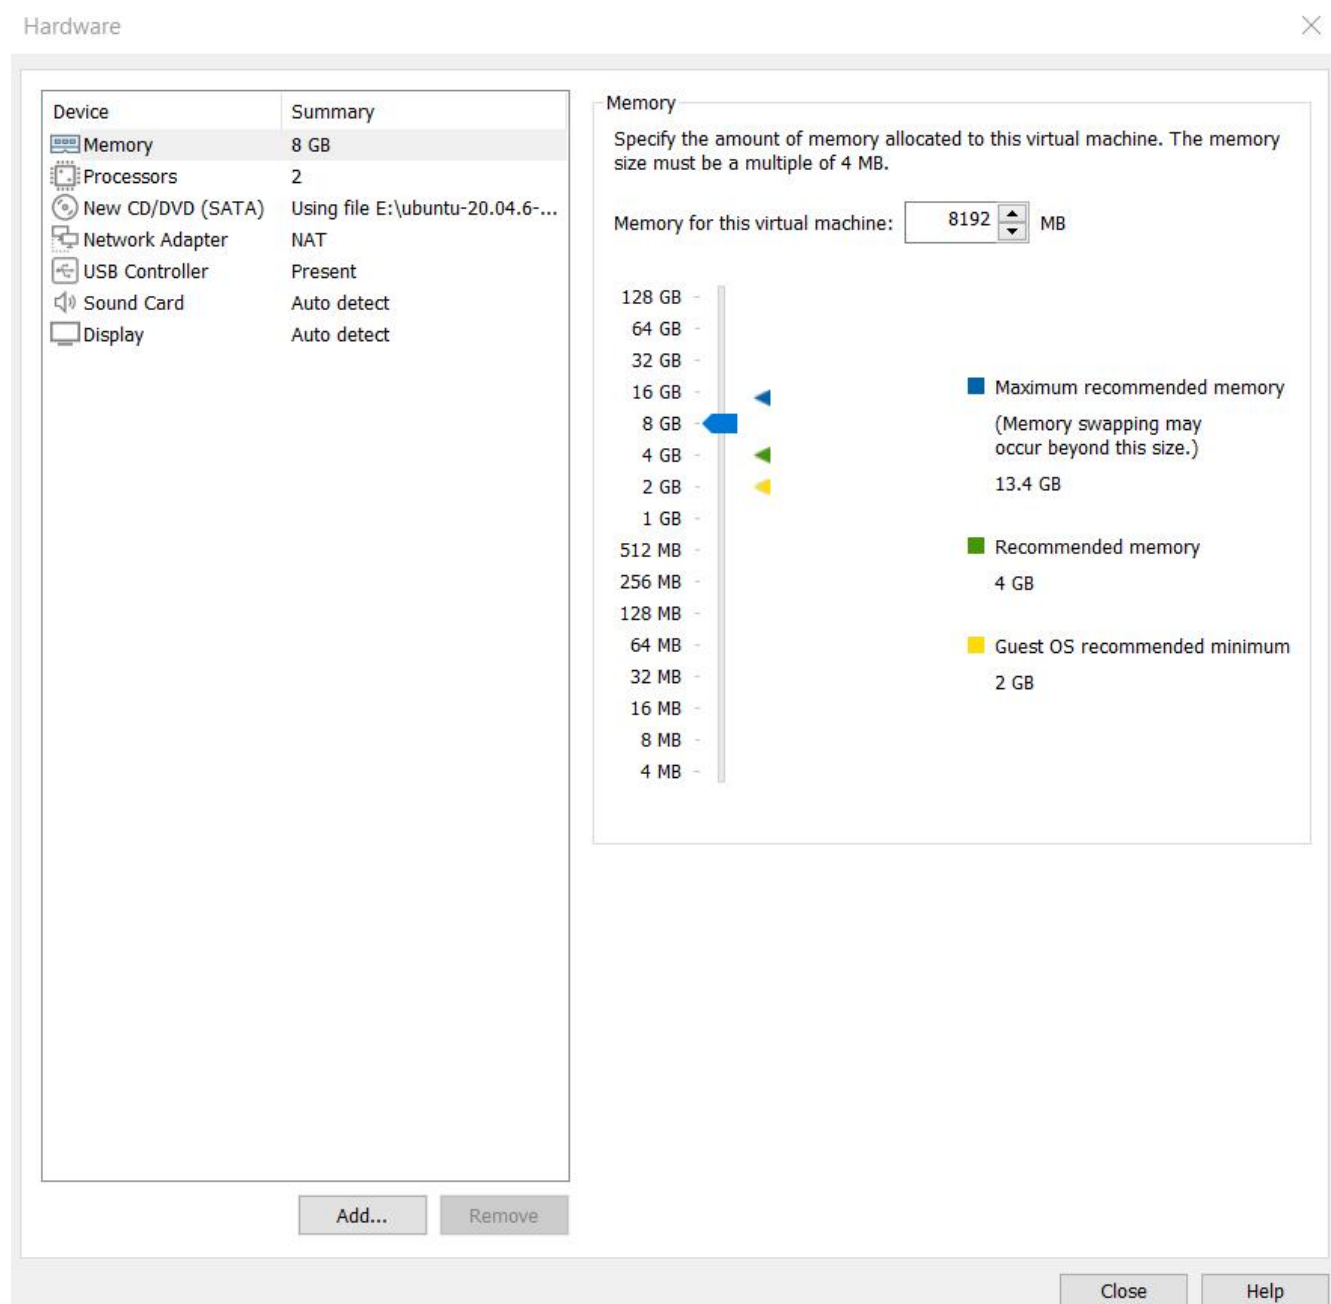 Hardware
Device Summary
Memory 8 GB
Processors 2
New CD/DVD (SATA) Using file E:\ubuntu-20.04.6-...
Network Adapter NAT
USB Controller Present
Sound Card Auto detect
Display Auto detect
Add... Remove
Memory
Specify the amount of memory allocated to this virtual machine. The memory
size must be a multiple of 4 MB.
Memory for this virtual machine: 8192 MB
128 GB
64 GB
32 GB
16 GB
8 GB
4 GB
2 GB
1 GB
512 MB
256 MB
128 MB
64 MB
32 MB
16 MB
8 MB
4 MB
Maximum recommended memory
(Memory swapping may
occur beyond this size.)
13.4 GB
Recommended memory
4 GB
Guest OS recommended minimum
2 GB
Close Help